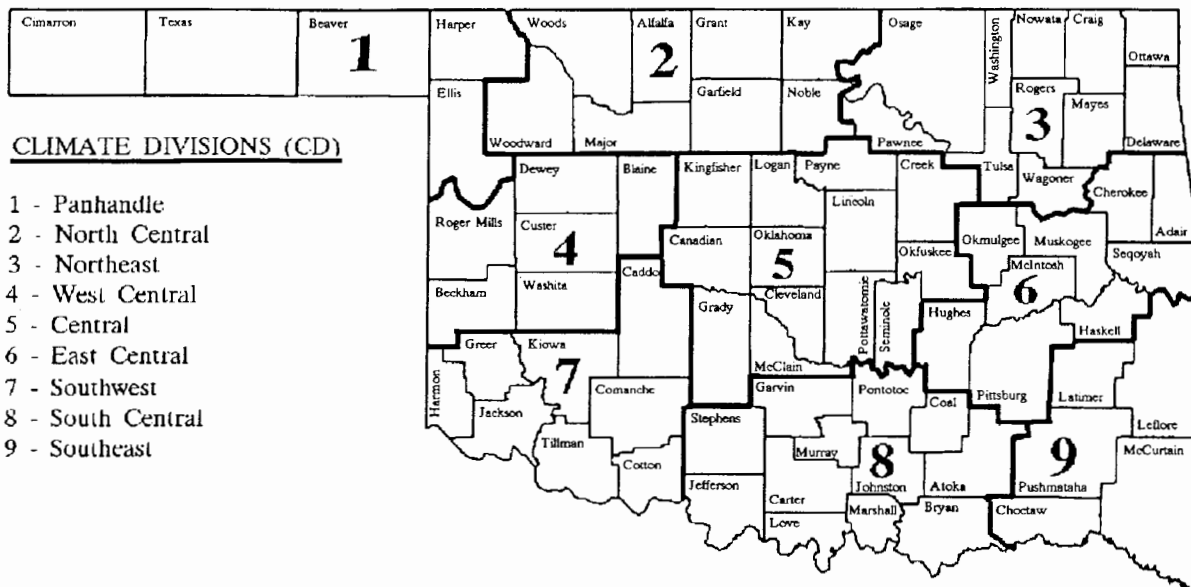 Cimarron Texas Beaver Harper Woods Alfalfa Grant Kay Osage Washington Nowata Craig
Ottawa
1 2
Ellis Garfield Noble Rogers Mayes
3
Woodward Major Pawnee Delaware
CLIMATE DIVISIONS (CD)
Dewey Blaine Kingfisher Logan Payne Creek Tulsa Wagoner
Cherokee
1 - Panhandle
Lincoln
2 - North Central
Roger Mills Custer Canadian Oklahoma Okmulgee Muskogee Adair
3 - Northeast
4 5 Okfuskee Seqoyah
4 - West Central
Beckham Washita Caddo Cleveland McIntosh
5 - Central
Grady Pottawatomie Seminole Hughes 6
6 - East Central
Haskell
Greer Kiowa McClain
7 - Southwest
Harmon 7 Comanche Garvin Pontotoc Coal Pittsburg Latimer
8 - South Central
Jackson Stephens Leflore
9 - Southeast
Tillman Cotton Murray 8 9 McCurtain
Jefferson Johnston Atoka Pushmataha
Carter Marshall Bryan Choctaw
Love